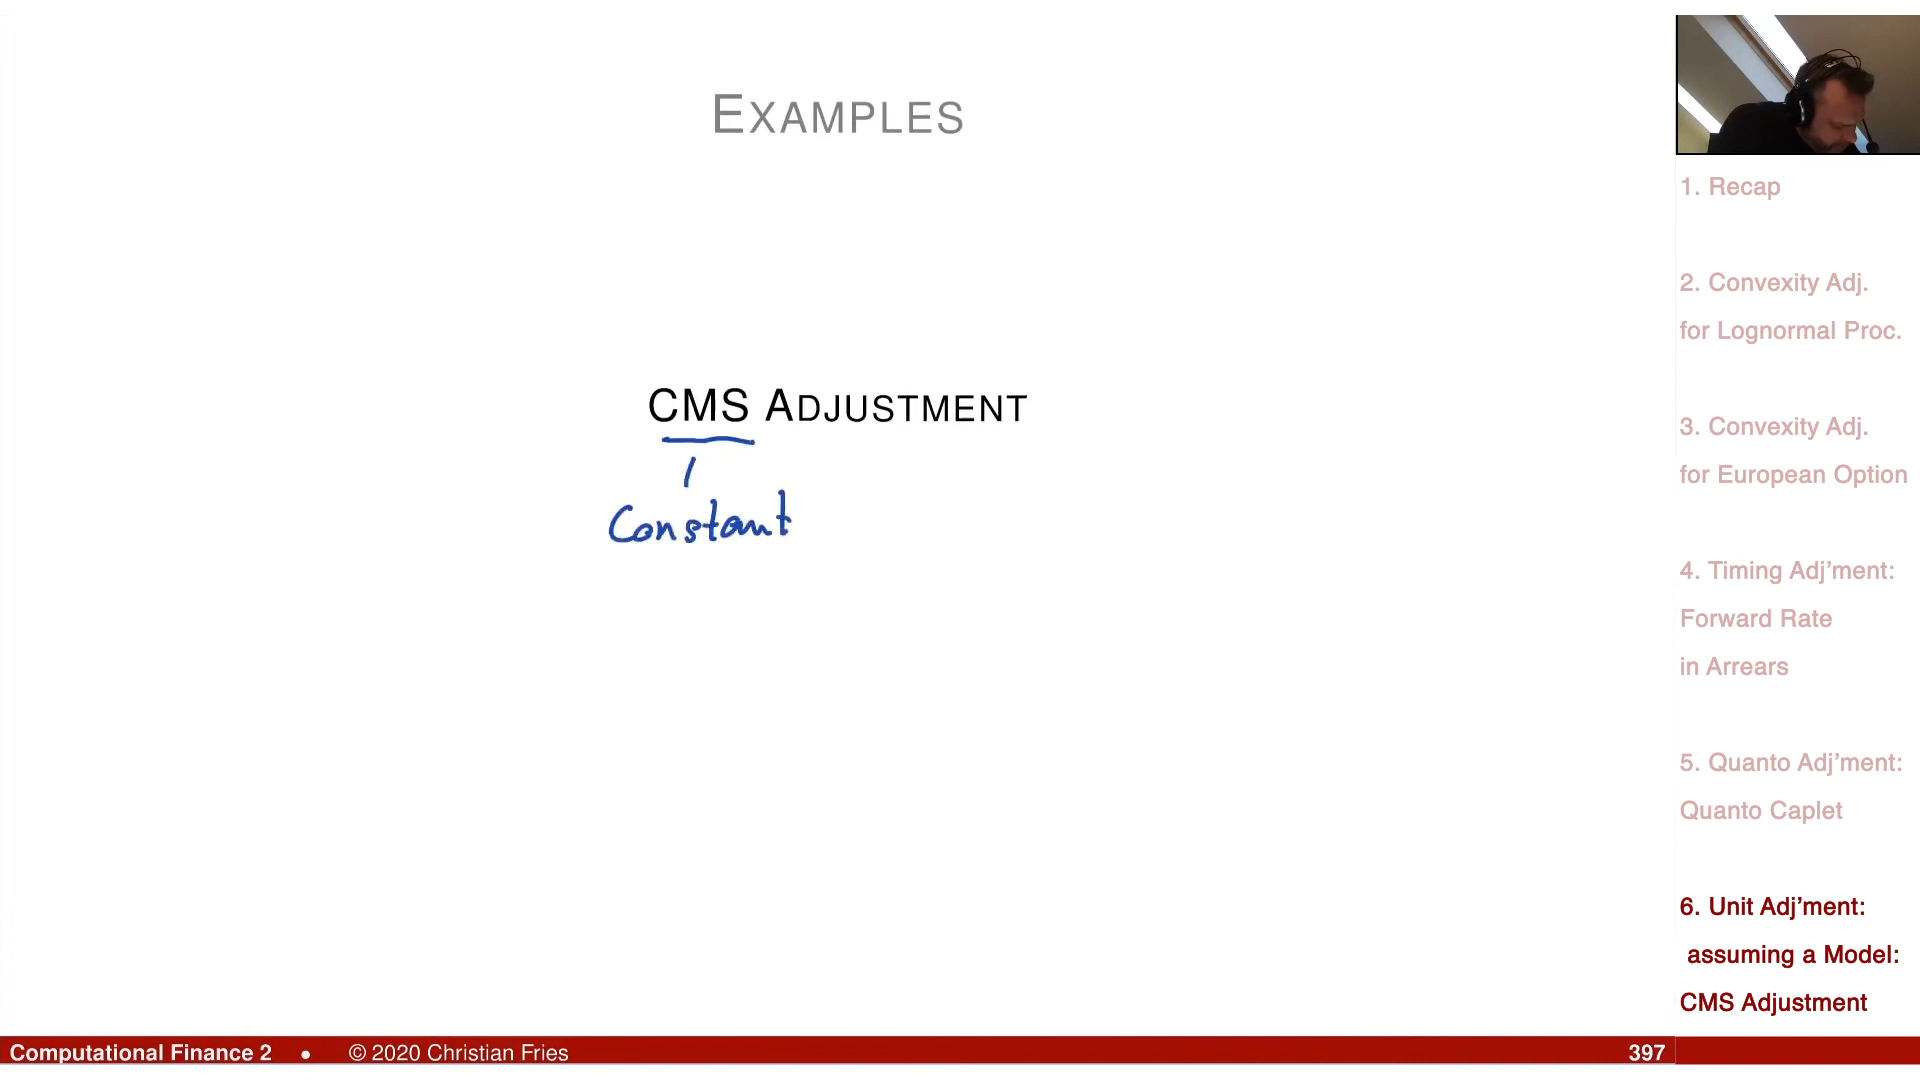 EXAMPLES
CMS ADJUSTMENT
Constant
1. Recap
2. Convexity Adj.
for Lognormal Proc.
3. Convexity Adj.
for European Option
4. Timing Adj’ment:
Forward Rate
in Arrears
5. Quanto Adj’ment:
Quanto Caplet
6. Unit Adj’ment:
assuming a Model:
CMS Adjustment
Computational Finance 2 • © 2020 Christian Fries 397